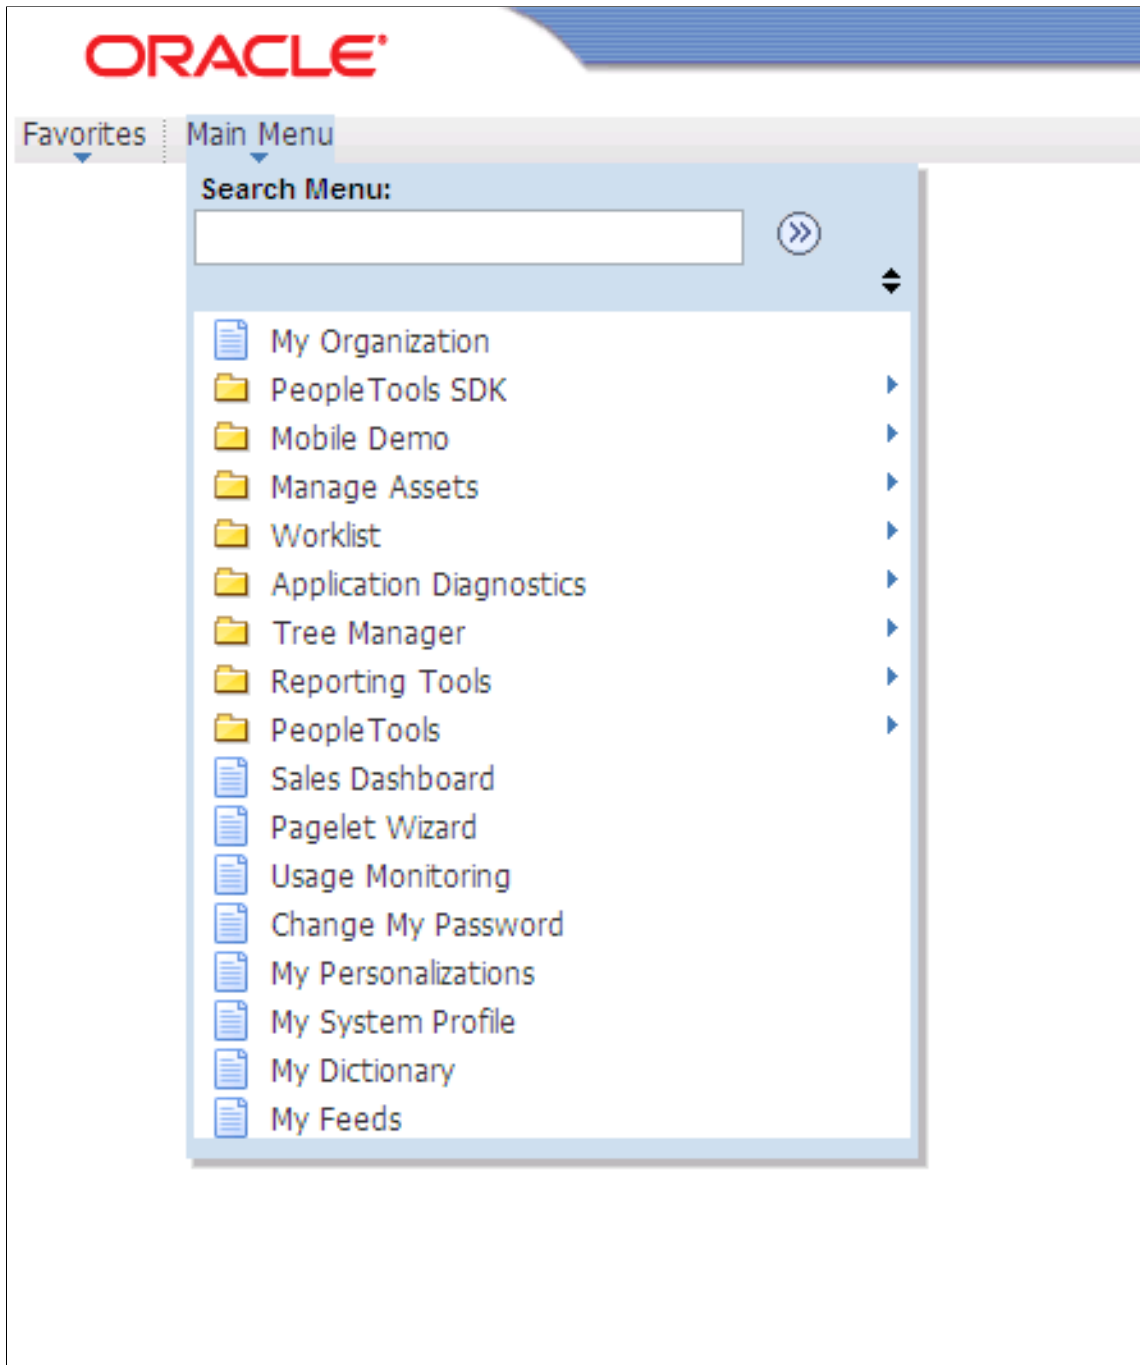 ORACLE
Favorites Main Menu
Search Menu:
My Organization
PeopleTools SDK
Mobile Demo
Manage Assets
Worklist
Application Diagnostics
Tree Manager
Reporting Tools
PeopleTools
Sales Dashboard
Pagelet Wizard
Usage Monitoring
Change My Password
My Personalizations
My System Profile
My Dictionary
My Feeds